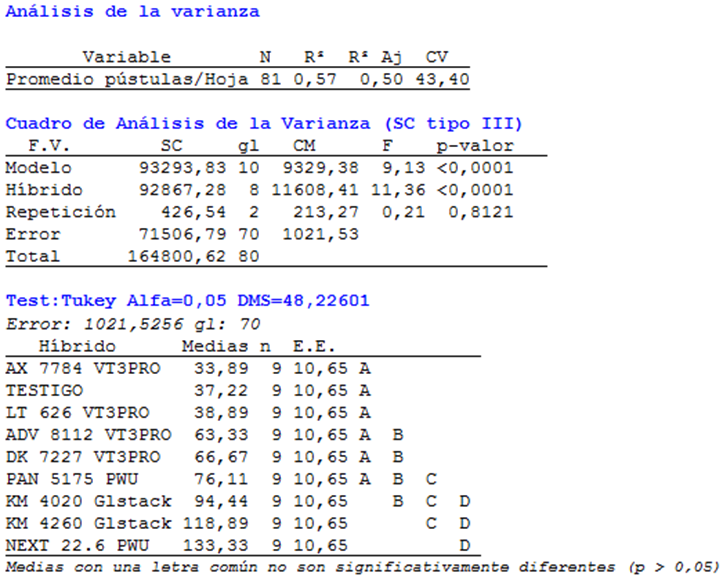 Análisis de la varianza
Variable N R² R² Aj CV
Promedio pústulas/Hoja 81 0,57 0,50 43,40
Cuadro de Análisis de la Varianza (SC tipo III)
F.V. SC gl CM F p-valor
Modelo 93293,83 10 9329,38 9,13 <0,0001
Híbrido 92867,28 8 11608,41 11,36 <0,0001
Repetición 426,54 2 213,27 0,21 0,8121
Error 71506,79 70 1021,53
Total 164800,62 80
Test:Tukey Alfa=0,05 DMS=48,22601
Error: 1021,5256 gl: 70
Híbrido Medias n E.E.
AX 7784 VT3PRO 33,89 9 10,65 A
TESTIGO 37,22 9 10,65 A
LT 626 VT3PRO 38,89 9 10,65 A
ADV 8112 VT3PRO 63,33 9 10,65 A B
DK 7227 VT3PRO 66,67 9 10,65 A B
PAN 5175 PWU 76,11 9 10,65 A B C
KM 4020 Glstack 94,44 9 10,65 B C D
KM 4260 Glstack 118,89 9 10,65 C D
NEXT 22.6 PWU 133,33 9 10,65 D
Medias con una letra común no son significativamente diferentes (p > 0,05)